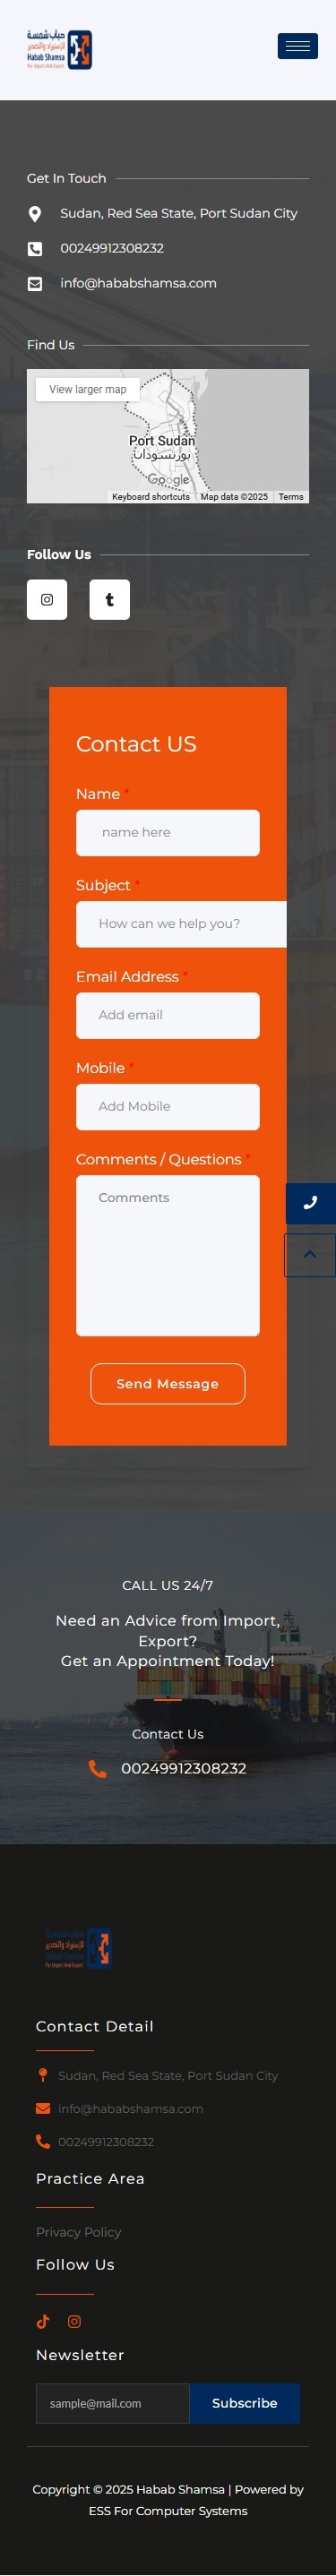 حباب شمسة
للإستيراد والتصدير
Habab Shamsa
For Import And Export
Get In Touch
Sudan, Red Sea State, Port Sudan City
00249912308232
info@hababshamsa.com
Find Us
View larger map
Port Sudan
بورتسودان
Google
Keyboard shortcuts
Map data ©2025
Terms
Follow Us
Contact US
Name *
name here
Subject *
How can we help you?
Email Address *
Add email
Mobile *
Add Mobile
Comments / Questions *
Comments
Send Message
CALL US 24/7
Need an Advice from Import,
Export?
Get an Appointment Today!
Contact Us
00249912308232
حباب شمسة
للإستيراد والتصدير
Habab Shamsa
For Import And Export
Contact Detail
Sudan, Red Sea State, Port Sudan City
info@hababshamsa.com
00249912308232
Practice Area
Privacy Policy
Follow Us
Newsletter
sample@mail.com
Subscribe
Copyright © 2025 Habab Shamsa | Powered by
ESS For Computer Systems